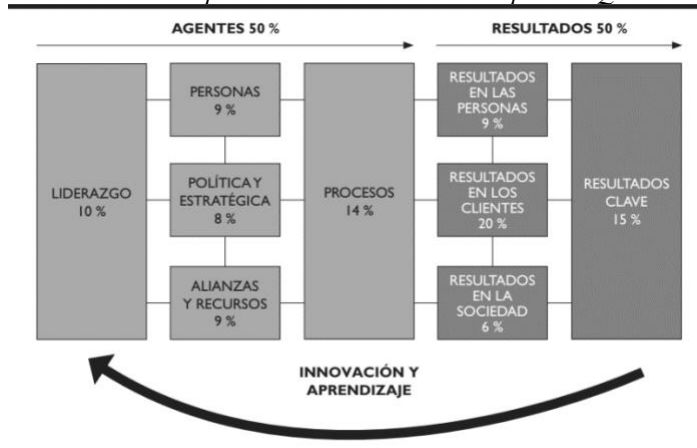 AGENTES 50 %
RESULTADOS 50 %
LIDERAZGO
10 %
PERSONAS
9 %
POLÍTICA Y
ESTRATÉGICA
8 %
ALIANZAS
Y RECURSOS
9 %
PROCESOS
14 %
RESULTADOS
EN LAS
PERSONAS
9 %
RESULTADOS
EN LOS
CLIENTES
20 %
RESULTADOS
EN LA
SOCIEDAD
6 %
RESULTADOS
CLAVE
15 %
INNOVACIÓN Y
APRENDIZAJE